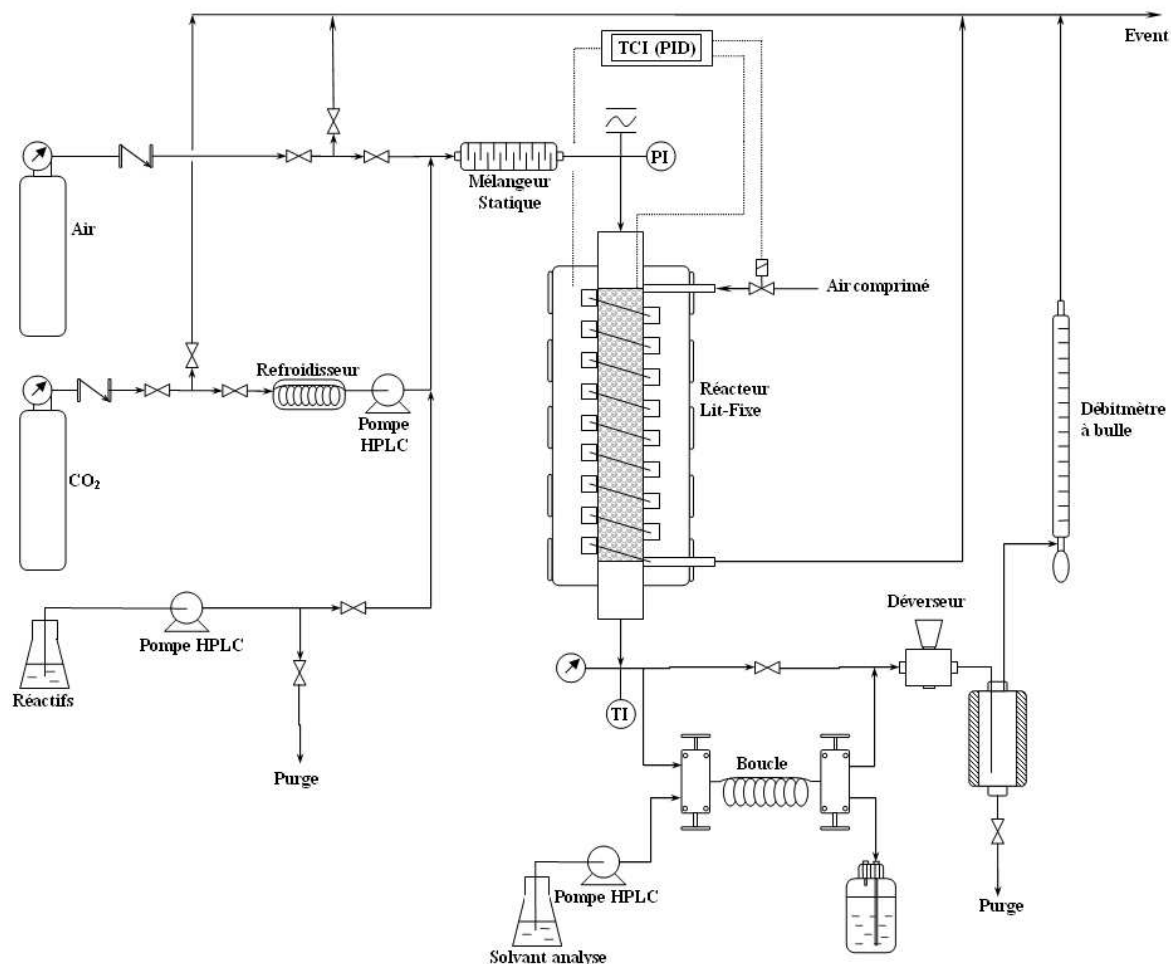 Event
TCI (PID)
PI
Mélangeur
Statique
Air
Air comprimé
Refroidisseur
Pompe
HPLC
Réacteur
Lit-Fixe
Débitmètre
à bulle
CO₂
Déverseur
Pompe HPLC
Réactifs
TI
Purge
Boucle
Pompe HPLC
Purge
Solvant analyse